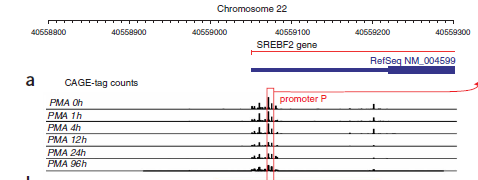 Chromosome 22
40558800 40558900 40559000 40559100 40559200 40559300
SREBF2 gene
RefSeq NM_004599
a
CAGE-tag counts
promoter P
PMA 0h
PMA 1h
PMA 4h
PMA 12h
PMA 24h
PMA 96h